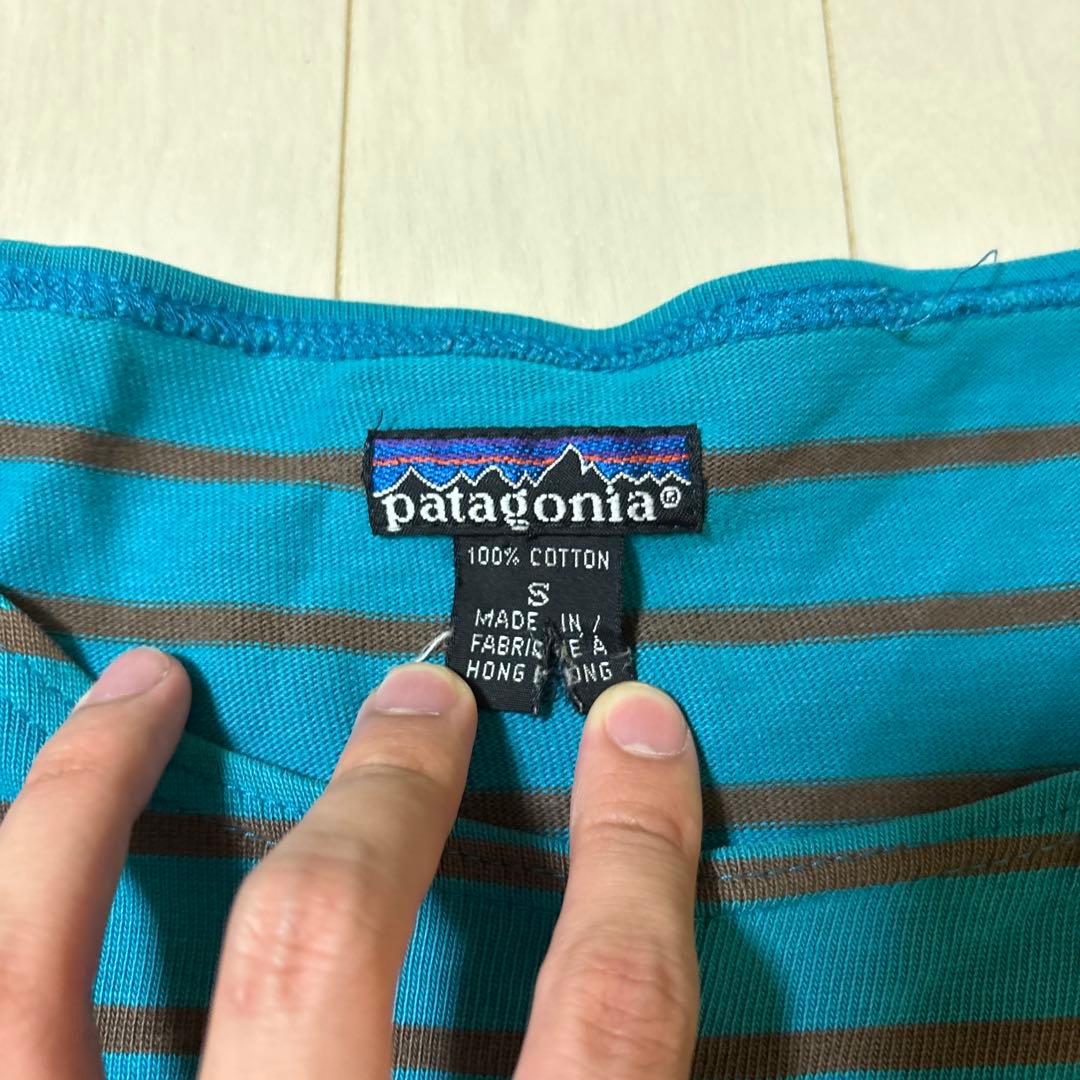 patagonia®
100% COTTON
S
MADE IN /
À
HONG